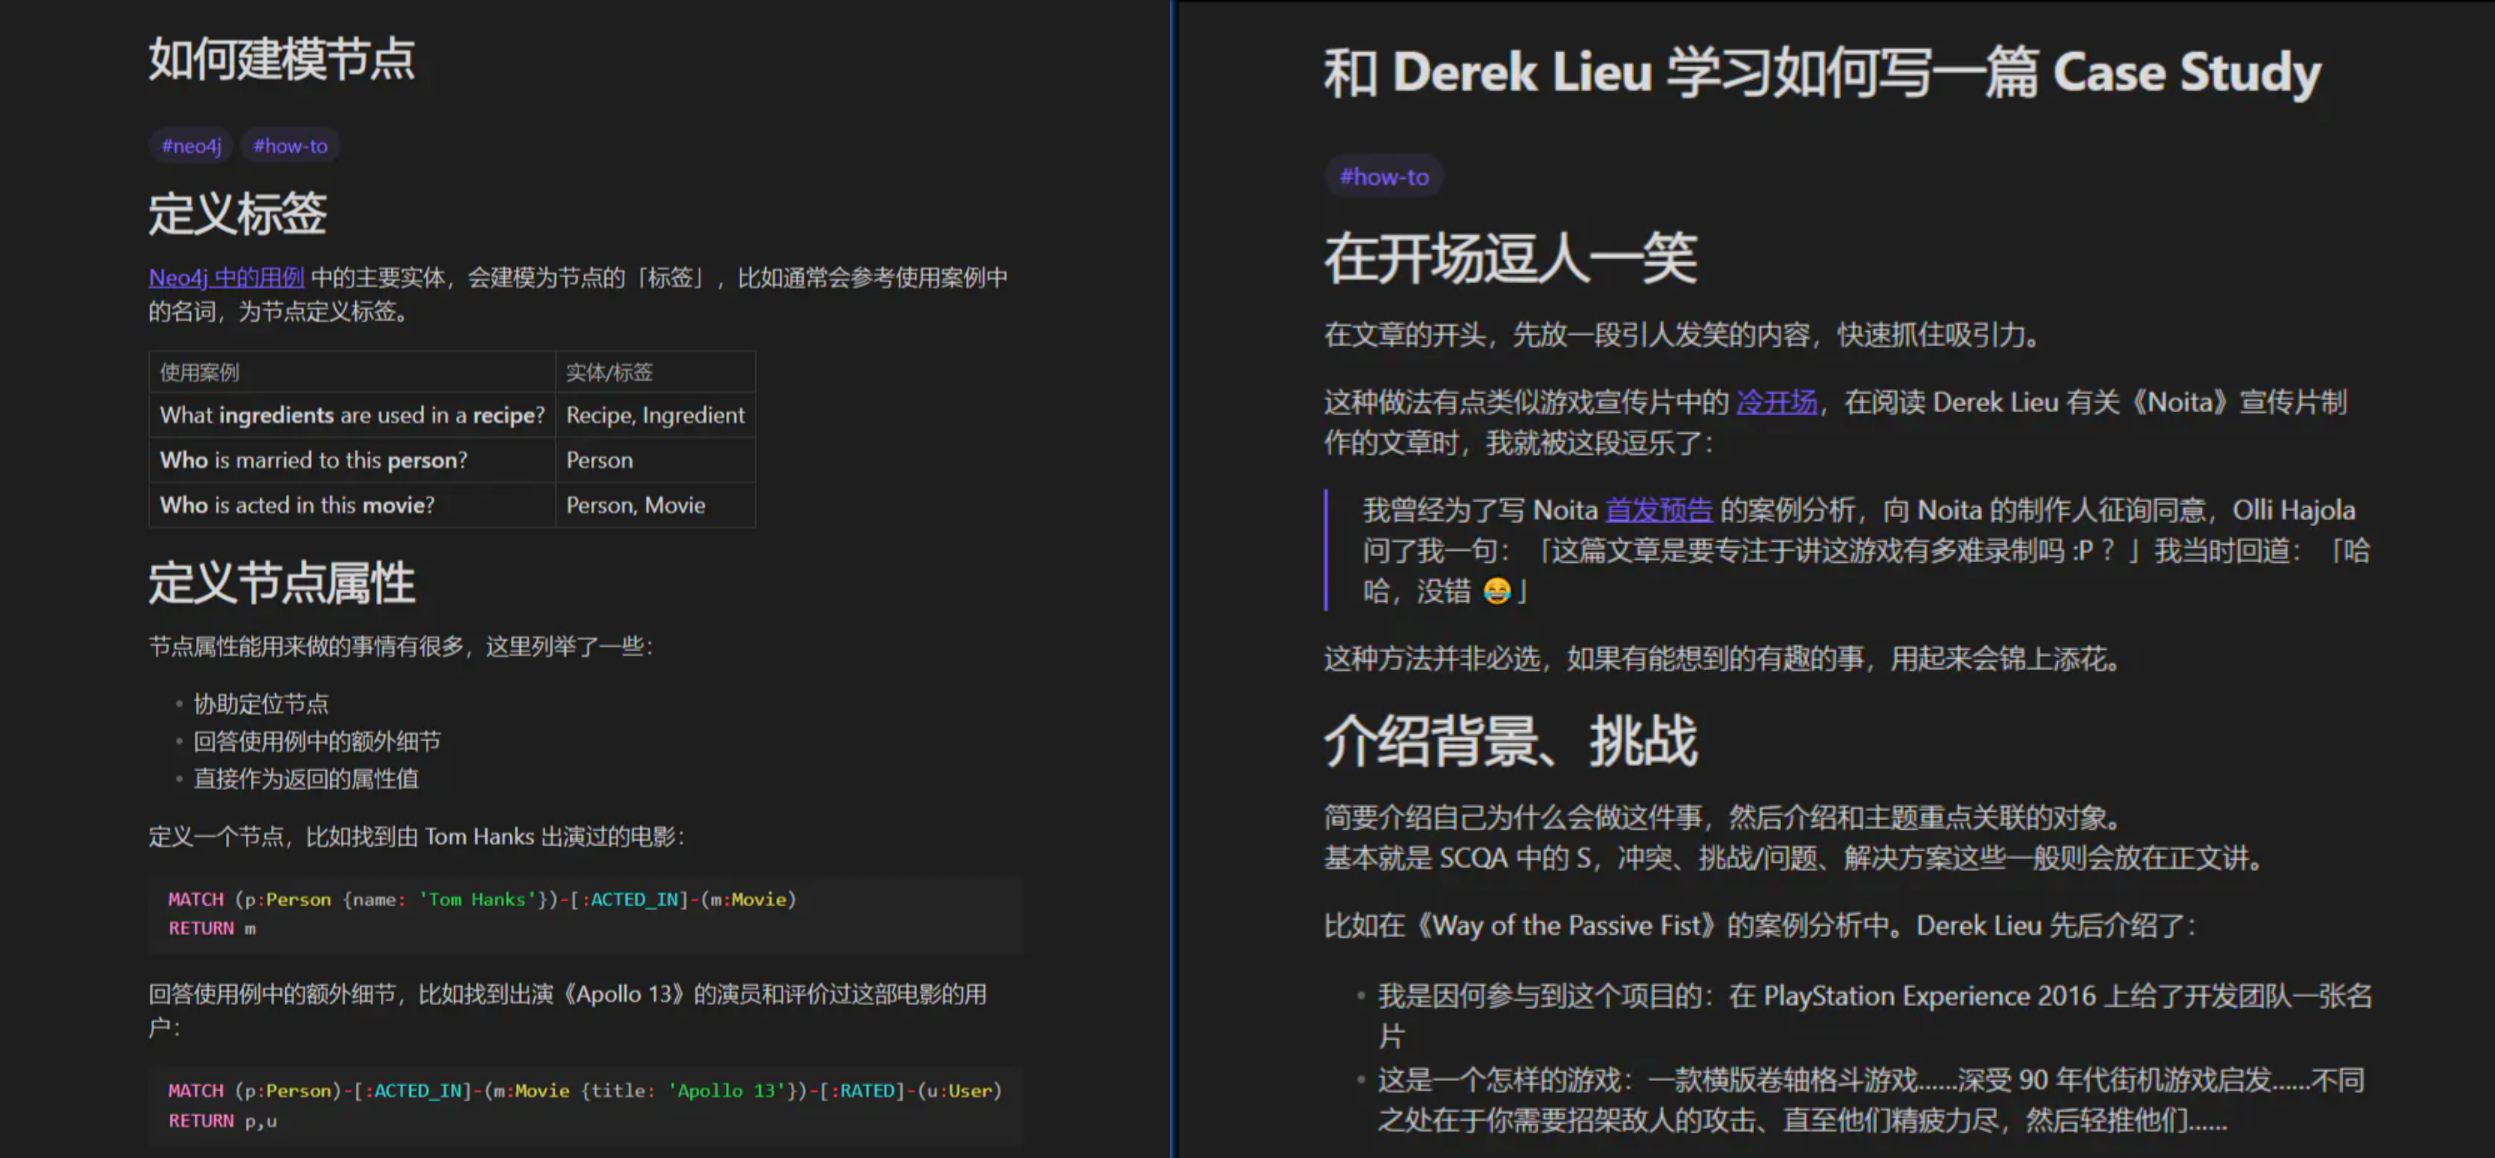 如何建模节点
#neo4j #how-to
定义标签
Neo4j 中的用例 中的主要实体，会建模为节点的「标签」，比如通常会参考使用案例中
的名词，为节点定义标签。
使用案例 实体/标签
What ingredients are used in a recipe? Recipe, Ingredient
Who is married to this person? Person
Who is acted in this movie? Person, Movie
定义节点属性
节点属性能用来做的事情有很多，这里列举了一些：
• 协助定位节点
• 回答使用例中的额外细节
• 直接作为返回的属性值
定义一个节点，比如找到由 Tom Hanks 出演过的电影：
MATCH (p:Person {name: 'Tom Hanks'})-[:ACTED_IN]-(m:Movie)
RETURN m
回答使用例中的额外细节，比如找到出演《Apollo 13》的演员和评价过这部电影的用
户：
MATCH (p:Person)-[:ACTED_IN]-(m:Movie {title: 'Apollo 13'})-[:RATED]-(u:User)
RETURN p,u
和 Derek Lieu 学习如何写一篇 Case Study
#how-to
在开场逗人一笑
在文章的开头，先放一段引人发笑的内容，快速抓住吸引力。
这种做法有点类似游戏宣传片中的 冷开场，在阅读 Derek Lieu 有关《Noita》宣传片制
作的文章时，我就被这段逗乐了：
我曾经为了写 Noita 首发预告 的案例分析，向 Noita 的制作人征询同意，Olli Hajola
问了我一句：「这篇文章是要专注于讲这游戏有多难录制吗 :P ？」我当时回道：「哈
哈，没错 😂」
这种方法并非必选，如果有能想到的有趣的事，用起来会锦上添花。
介绍背景、挑战
简要介绍自己为什么会做这件事，然后介绍和主题重点关联的对象。
基本就是 SCQA 中的 S，冲突、挑战/问题、解决方案这些一般则会放在正文讲。
比如在《Way of the Passive Fist》的案例分析中。Derek Lieu 先后介绍了：
• 我是因何参与到这个项目的：在 PlayStation Experience 2016 上给了开发团队一张名
片
• 这是一个怎样的游戏：一款横版卷轴格斗游戏……深受 90 年代街机游戏启发……不同
之处在于你需要招架敌人的攻击、直至他们精疲力尽，然后轻推他们……